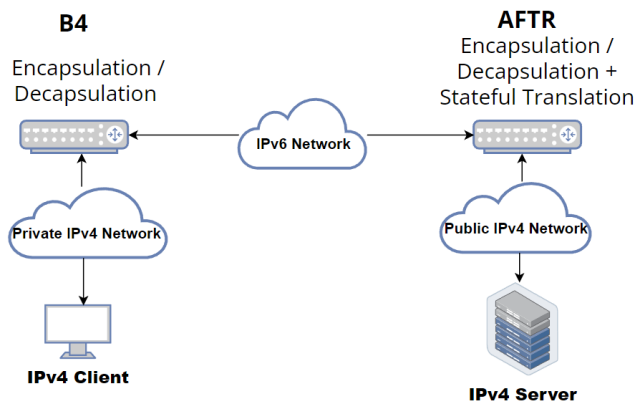 B4
Encapsulation /
Decapsulation
AFTR
Encapsulation /
Decapsulation +
Stateful Translation
IPv6 Network
Private IPv4 Network
Public IPv4 Network
IPv4 Client
IPv4 Server